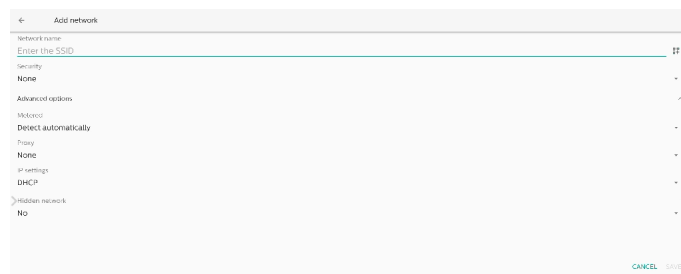 Add network
Network name
Enter the SSID
Security
None
Advanced options
Metered
Detect automatically
Proxy
None
IP settings
DHCP
Hidden network
No
CANCEL SAVE